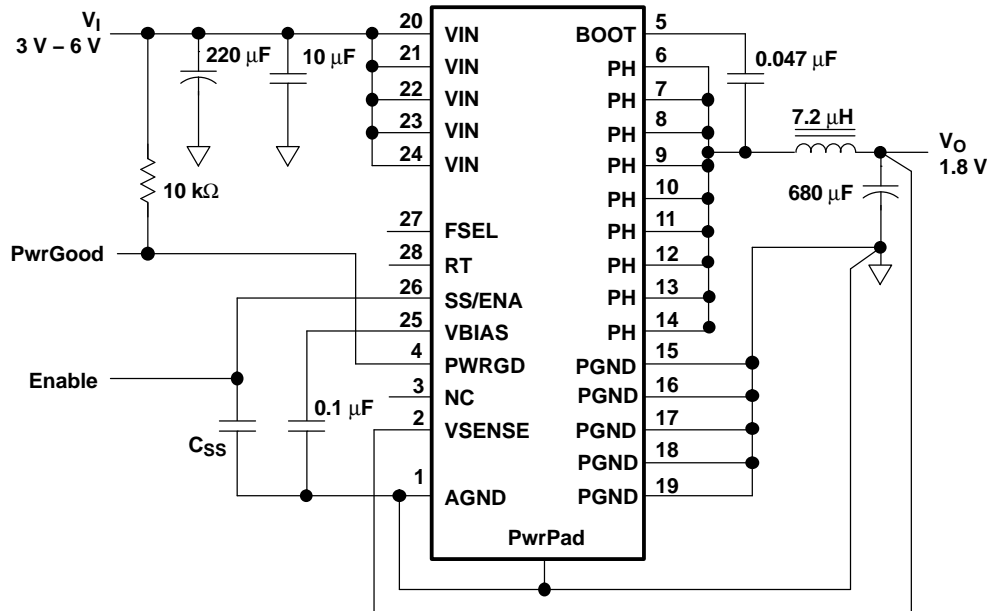 VI
3 V – 6 V
220 μF
10 μF
10 kΩ
PwrGood
Enable
CSS
0.1 μF
20 VIN
21 VIN
22 VIN
23 VIN
24 VIN
27 FSEL
28 RT
26 SS/ENA
25 VBIAS
4 PWRGD
3 NC
2 VSENSE
1 AGND
BOOT 5
PH 6
PH 7
PH 8
PH 9
PH 10
PH 11
PH 12
PH 13
PH 14
PGND 15
PGND 16
PGND 17
PGND 18
PGND 19
PwrPad
0.047 μF
7.2 μH
VO
1.8 V
680 μF